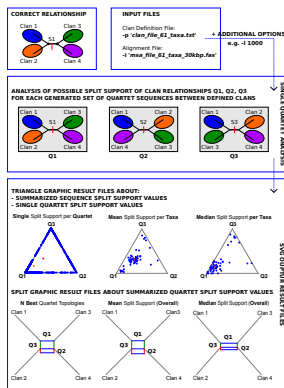 CORRECT RELATIONSHIP
Clan 1
Clan 3
S1
Clan 2
Clan 4
INPUT FILES
Clan Definition File:
-p 'clan_file_61_taxa.txt'
Alignment File:
-i 'msa_file_61_taxa_30kbp.fas'
+ ADDITIONAL OPTIONS
e.g. -l 1000
ANALYSIS OF POSSIBLE SPLIT SUPPORT OF CLAN RELATIONSHIPS Q1, Q2, Q3
FOR EACH GENERATED SET OF QUARTET SEQUENCES BETWEEN DEFINED CLANS
Clan 1
Clan 3
S1
Clan 2
Clan 4
Q1
Clan 1
Clan 2
S2
Clan 3
Clan 4
Q2
Clan 1
Clan 2
S3
Clan 4
Clan 3
Q3
SINGLE QUARTET ANALYSIS
TRIANGLE GRAPHIC RESULT FILES ABOUT:
- SUMMARIZED SEQUENCE SPLIT SUPPORT VALUES
- SINGLE QUARTET SPLIT SUPPORT VALUES
Single Split Support per Quartet
Mean Split Support per Taxa
Median Split Support per Taxa
Q3
Q1
Q2
Q3
Q1
Q2
Q3
Q1
Q2
SPLIT GRAPHIC RESULT FILES ABOUT SUMMARIZED QUARTET SPLIT SUPPORT VALUES
N Best Quartet Topologies
Mean Split Support (Overall)
Median Split Support (Overall)
Clan 1
Clan 3
Clan 1
Clan3
Clan 1
Clan 3
Q1
Q3
Q2
Q1
Q3
Q2
Q1
Q3
Q2
Clan 2
Clan 4
Clan 2
Clan 4
Clan 2
Clan 4